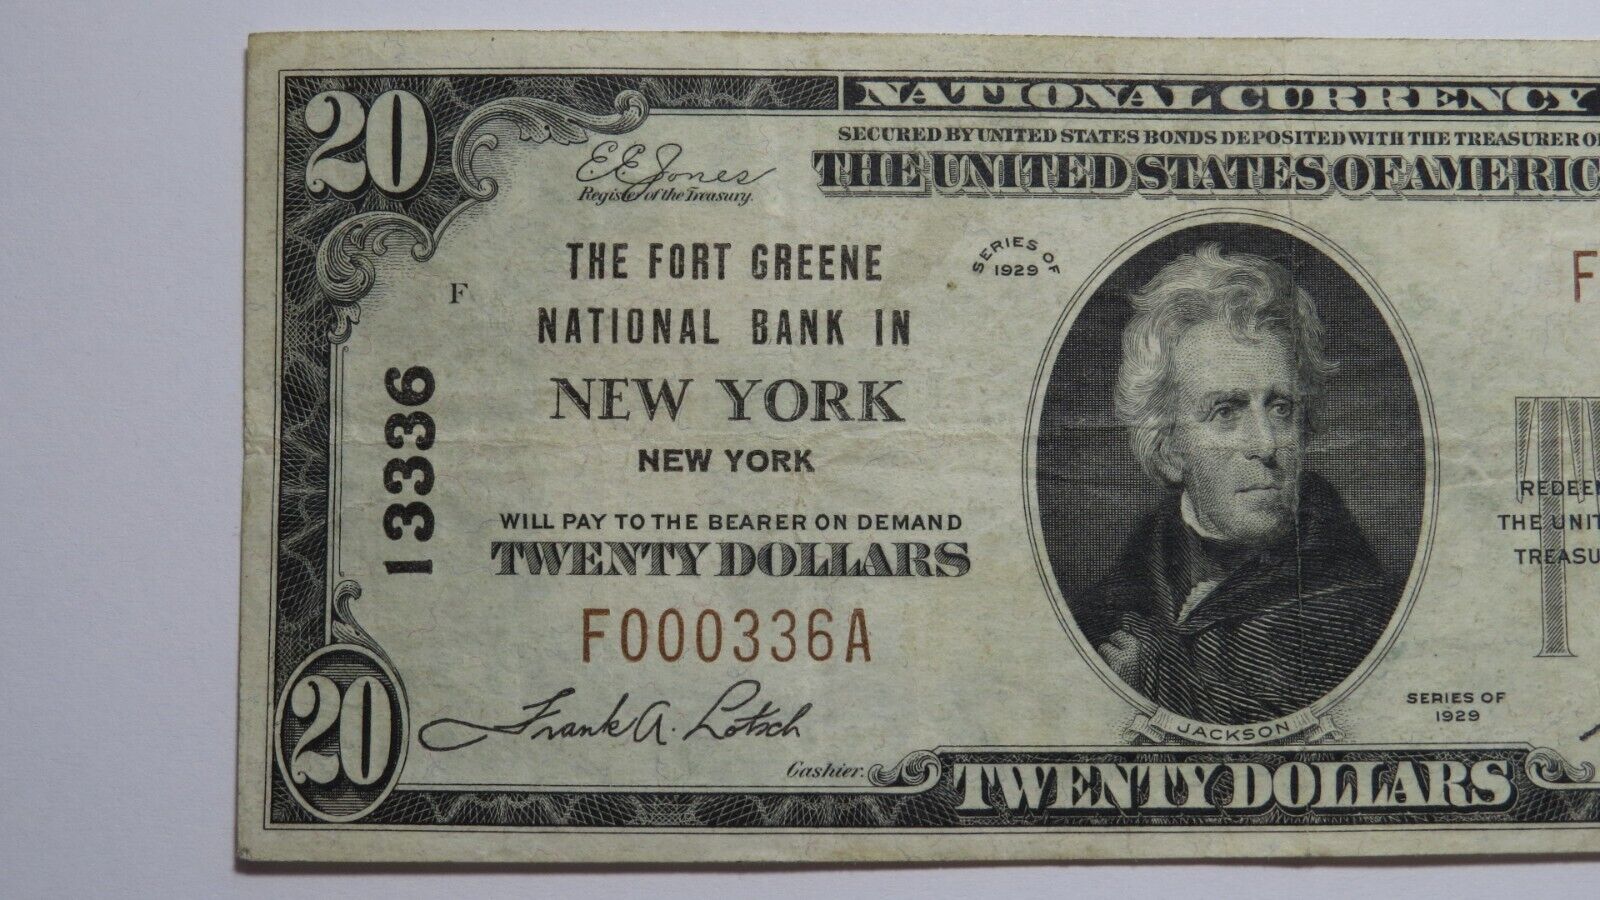 20
NATIONAL CURRENCY
SECURED BY UNITED STATES BONDS DEPOSITED WITH THE TREASURER OF
THE UNITED STATES OF AMERIC
E.E. Jones
Register of the Treasury.
THE FORT GREENE
NATIONAL BANK IN
NEW YORK
NEW YORK
F
13336
SERIES OF
1929
F
WILL PAY TO THE BEARER ON DEMAND
TWENTY DOLLARS
F000336A
Frank A. Lotsch
Cashier.
20
JACKSON
TWENTY DOLLARS
REDEE
THE UNIT
TREASU
SERIES OF
1929